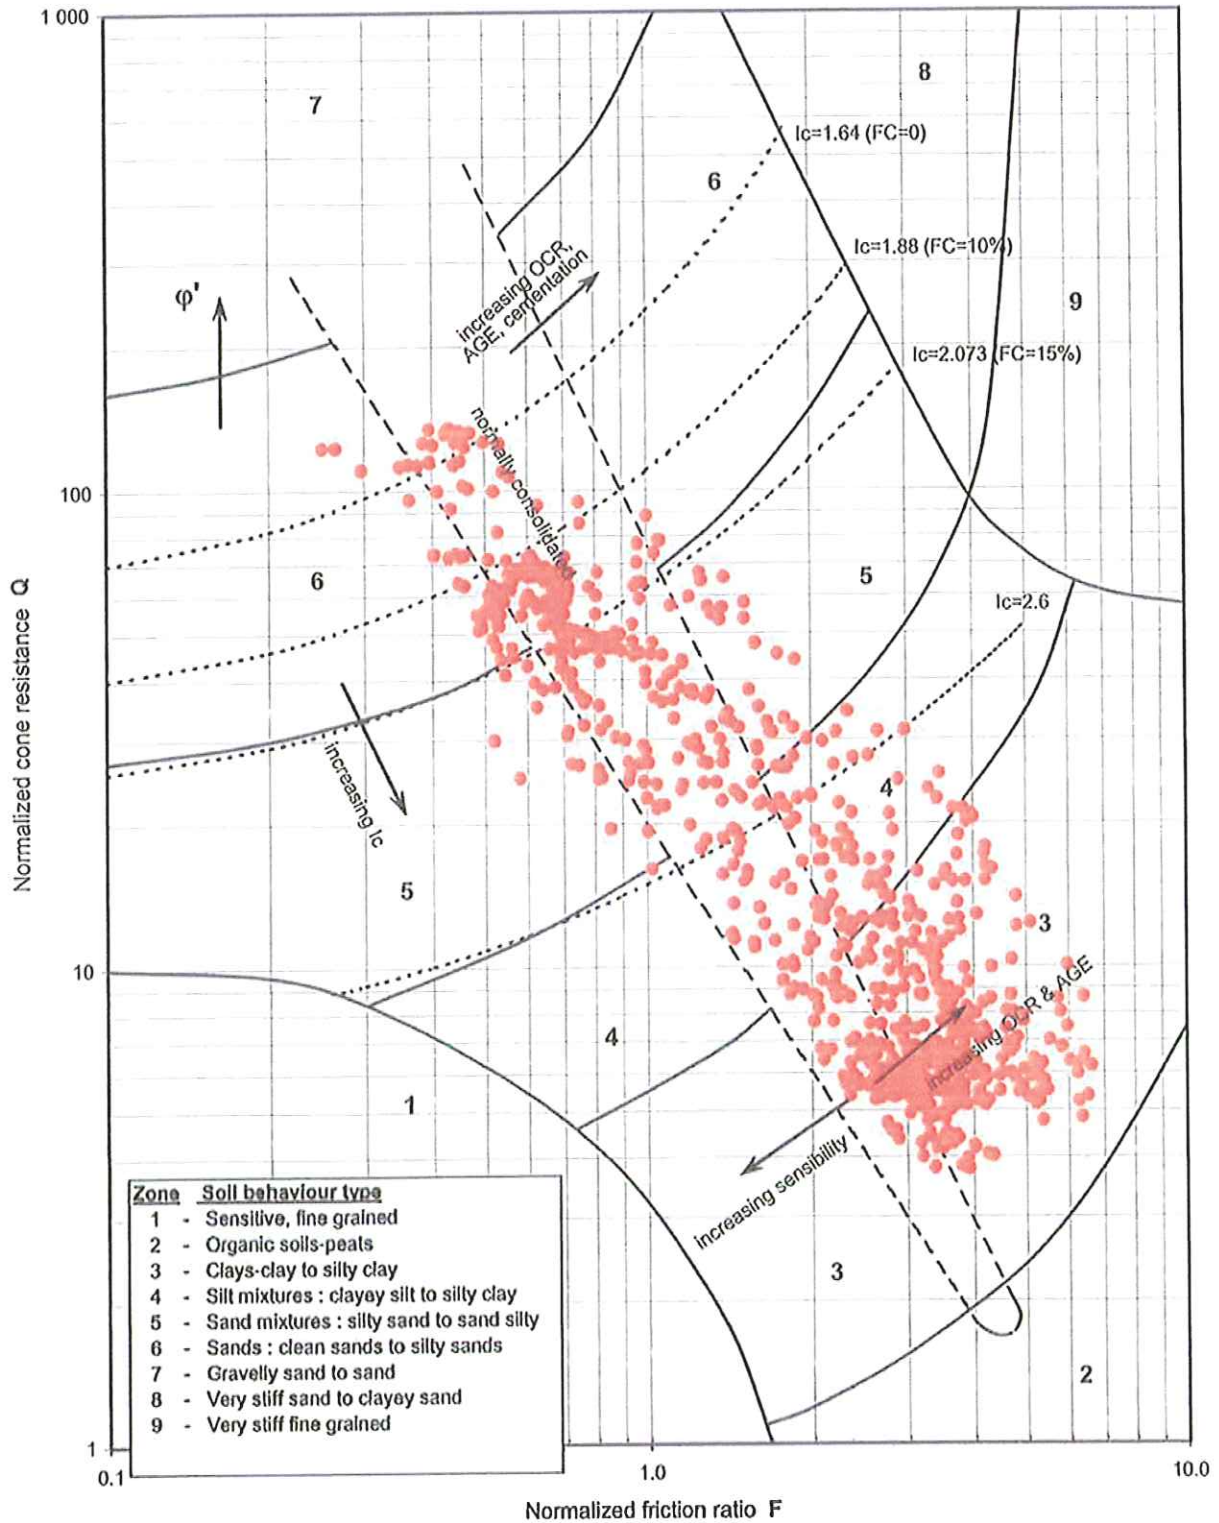 1 000
7
8
Ic=1.64 (FC=0)
6
Ic=1.88 (FC=10%)
increasing OCR,
AGE, cementation
φ'
9
Ic=2.073 (FC=15%)
normally consolidated
100
6
5
Ic=2.6
increasing Ic
4
5
3
10
4
increasing OCR & AGE
1
increasing sensibility
3
2
Normalized cone resistance Q
Zone Soil behaviour type
1 - Sensitive, fine grained
2 - Organic soils-peats
3 - Clays-clay to silty clay
4 - Silt mixtures : clayey silt to silty clay
5 - Sand mixtures : silty sand to sand silty
6 - Sands : clean sands to silty sands
7 - Gravelly sand to sand
8 - Very stiff sand to clayey sand
9 - Very stiff fine grained
1
0.1
1.0
10.0
Normalized friction ratio F